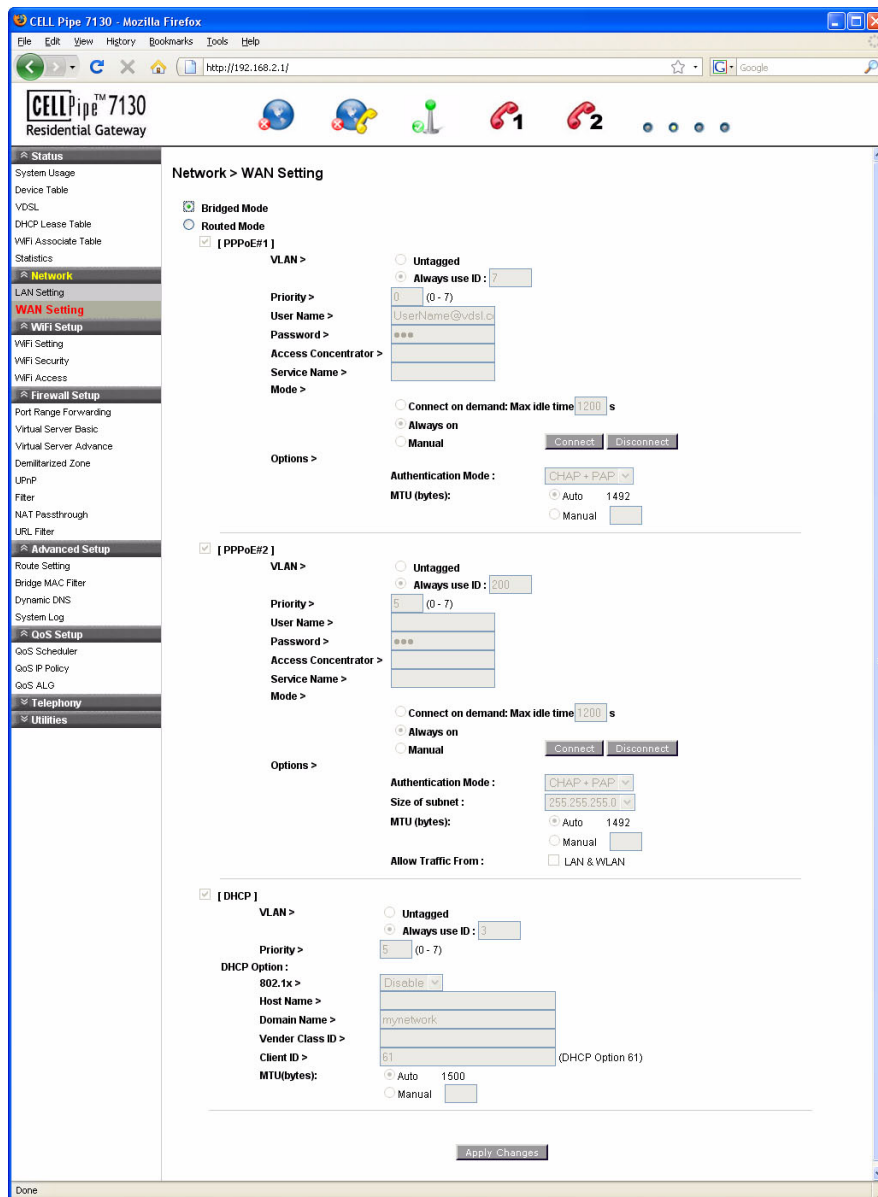 CELL Pipe 7130 - Mozilla Firefox
File Edit View History Bookmarks Tools Help
http://192.168.2.1/
G Google
CELLPipe™ 7130
Residential Gateway
1
2
Status
System Usage
Device Table
VDSL
DHCP Lease Table
WiFi Associate Table
Statistics
Network
LAN Setting
WAN Setting
WiFi Setup
WiFi Setting
WiFi Security
WiFi Access
Firewall Setup
Port Range Forwarding
Virtual Server Basic
Virtual Server Advance
Demilitarized Zone
UPnP
Filter
NAT Passthrough
URL Filter
Advanced Setup
Route Setting
Bridge MAC Filter
Dynamic DNS
System Log
QoS Setup
QoS Scheduler
QoS IP Policy
QoS ALG
Telephony
Utilities
Network > WAN Setting
Bridged Mode
Routed Mode
[ PPPoE#1 ]
VLAN > Untagged
Always use ID : 7
Priority > 0 (0 - 7)
User Name > UserName@vdsl.c
Password > ●●●
Access Concentrator >
Service Name >
Mode >
Connect on demand: Max idle time 1200 s
Always on
Manual Connect Disconnect
Options >
Authentication Mode : CHAP + PAP
MTU (bytes): Auto 1492
Manual
[ PPPoE#2 ]
VLAN > Untagged
Always use ID : 200
Priority > 5 (0 - 7)
User Name >
Password > ●●●
Access Concentrator >
Service Name >
Mode >
Connect on demand: Max idle time 1200 s
Always on
Manual Connect Disconnect
Options >
Authentication Mode : CHAP + PAP
Size of subnet : 255.255.255.0
MTU (bytes): Auto 1492
Manual
Allow Traffic From : LAN & WLAN
[ DHCP ]
VLAN > Untagged
Always use ID : 3
Priority > 5 (0 - 7)
DHCP Option :
802.1x > Disable
Host Name >
Domain Name > mynetwork
Vender Class ID >
Client ID > 61 (DHCP Option 61)
MTU(bytes): Auto 1500
Manual
Apply Changes
Done